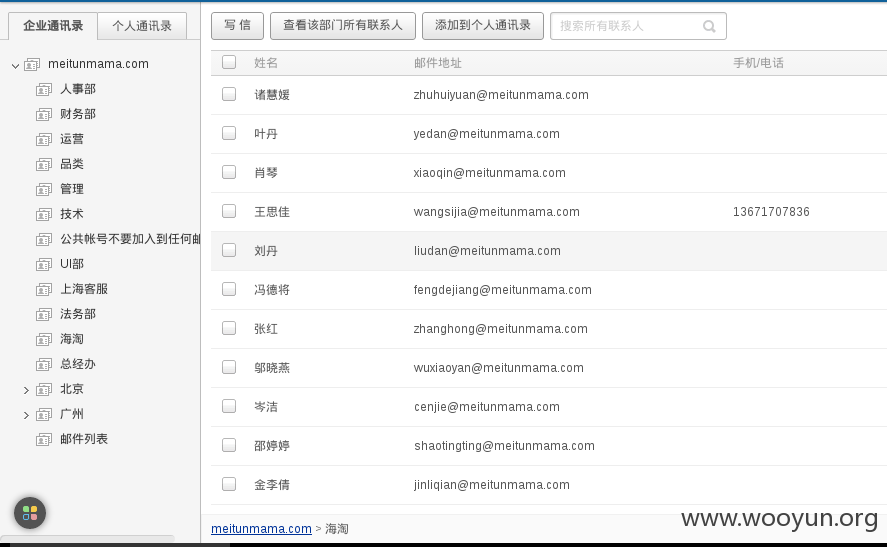 企业通讯录 个人通讯录
meitunmama.com
人事部
财务部
运营
品类
管理
技术
公共帐号不要加入到任何邮
UI部
上海客服
法务部
海淘
总经办
北京
广州
邮件列表
写 信 查看该部门所有联系人 添加到个人通讯录 搜索所有联系人
姓名 邮件地址 手机/电话
诸慧媛 zhuhuiyuan@meitunmama.com
叶丹 yedan@meitunmama.com
肖琴 xiaoqin@meitunmama.com
王思佳 wangsijia@meitunmama.com 13671707836
刘丹 liudan@meitunmama.com
冯德将 fengdejiang@meitunmama.com
张红 zhanghong@meitunmama.com
邬晓燕 wuxiaoyan@meitunmama.com
岑洁 cenjie@meitunmama.com
邵婷婷 shaotingting@meitunmama.com
金李倩 jinliqian@meitunmama.com
meitunmama.com > 海淘
www.wooyun.org